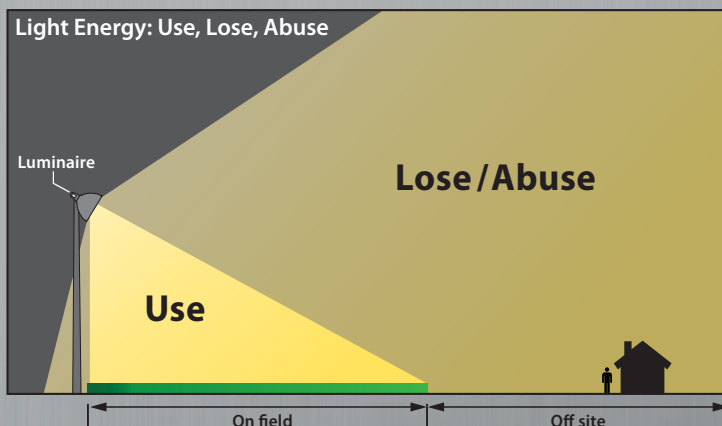 Light Energy: Use, Lose, Abuse
Luminaire
Lose/Abuse
Use
On field
Off site